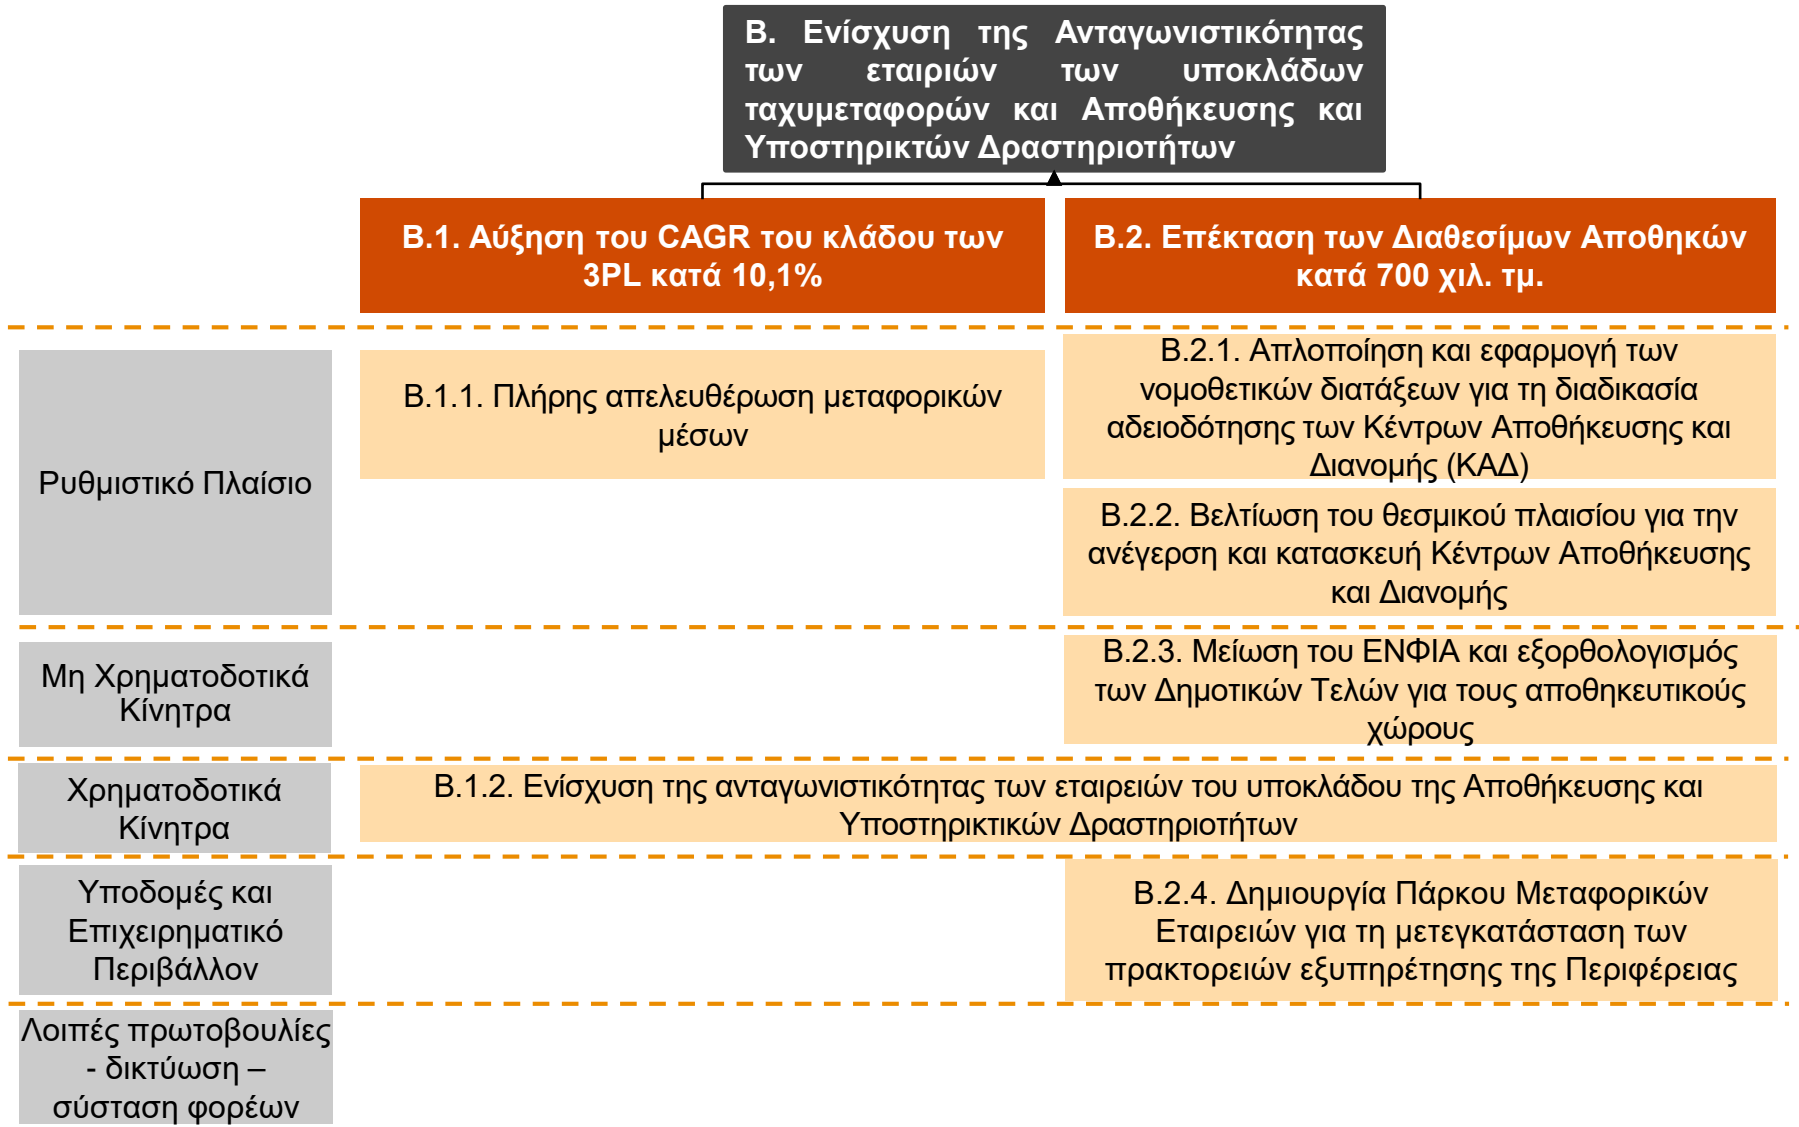 Β. Ενίσχυση της Ανταγωνιστικότητας
των εταιριών των υποκλάδων
ταχυμεταφορών και Αποθήκευσης και
Υποστηρικτών Δραστηριοτήτων
Β.1. Αύξηση του CAGR του κλάδου των
3PL κατά 10,1%
Β.2. Επέκταση των Διαθεσίμων Αποθηκών
κατά 700 χιλ. τμ.
Ρυθμιστικό Πλαίσιο
Β.1.1. Πλήρης απελευθέρωση μεταφορικών
μέσων
Β.2.1. Απλοποίηση και εφαρμογή των
νομοθετικών διατάξεων για τη διαδικασία
αδειοδότησης των Κέντρων Αποθήκευσης και
Διανομής (ΚΑΔ)
Β.2.2. Βελτίωση του θεσμικού πλαισίου για την
ανέγερση και κατασκευή Κέντρων Αποθήκευσης
και Διανομής
Μη Χρηματοδοτικά
Κίνητρα
Β.2.3. Μείωση του ΕΝΦΙΑ και εξορθολογισμός
των Δημοτικών Τελών για τους αποθηκευτικούς
χώρους
Χρηματοδοτικά
Κίνητρα
Β.1.2. Ενίσχυση της ανταγωνιστικότητας των εταιρειών του υποκλάδου της Αποθήκευσης και
Υποστηρικτικών Δραστηριοτήτων
Υποδομές και
Επιχειρηματικό
Περιβάλλον
Β.2.4. Δημιουργία Πάρκου Μεταφορικών
Εταιρειών για τη μετεγκατάσταση των
πρακτορειών εξυπηρέτησης της Περιφέρειας
Λοιπές πρωτοβουλίες
- δικτύωση –
σύσταση φορέων